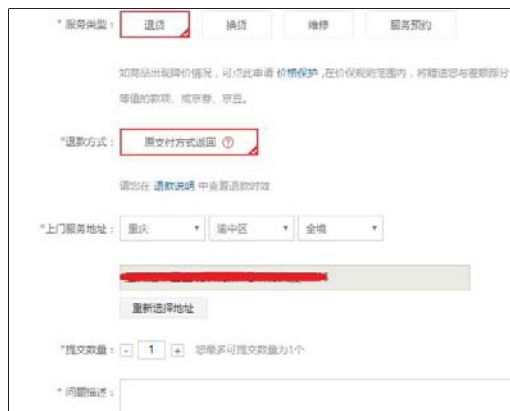 * 服务类型： 退货 换货 维修 服务预约
如商品出现降价情况，可点此申请 价格保护 ,在价保规则范围内，将赠送您与差额部分
等值的款项、或京券、京豆。
*退款方式： 原支付方式返回 ?
请您在 退款说明 中查看退款时效
*上门服务地址： 重庆 渝中区 全境
重新选择地址
*提交数量： - 1 + 您最多可提交数量为1个
* 问题描述：